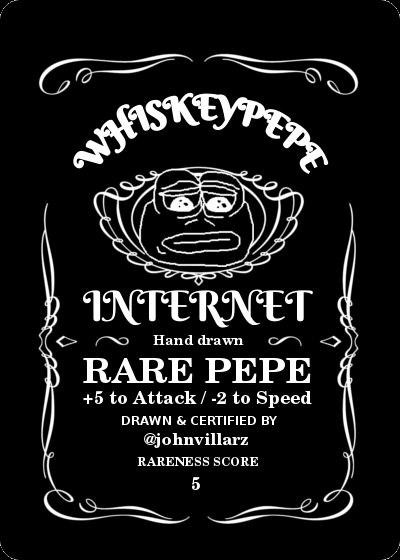 WHISKEYPEPE
INTERNET
Hand drawn
RARE PEPE
+5 to Attack / -2 to Speed
DRAWN & CERTIFIED BY
@johnvillarz
RARENESS SCORE
5